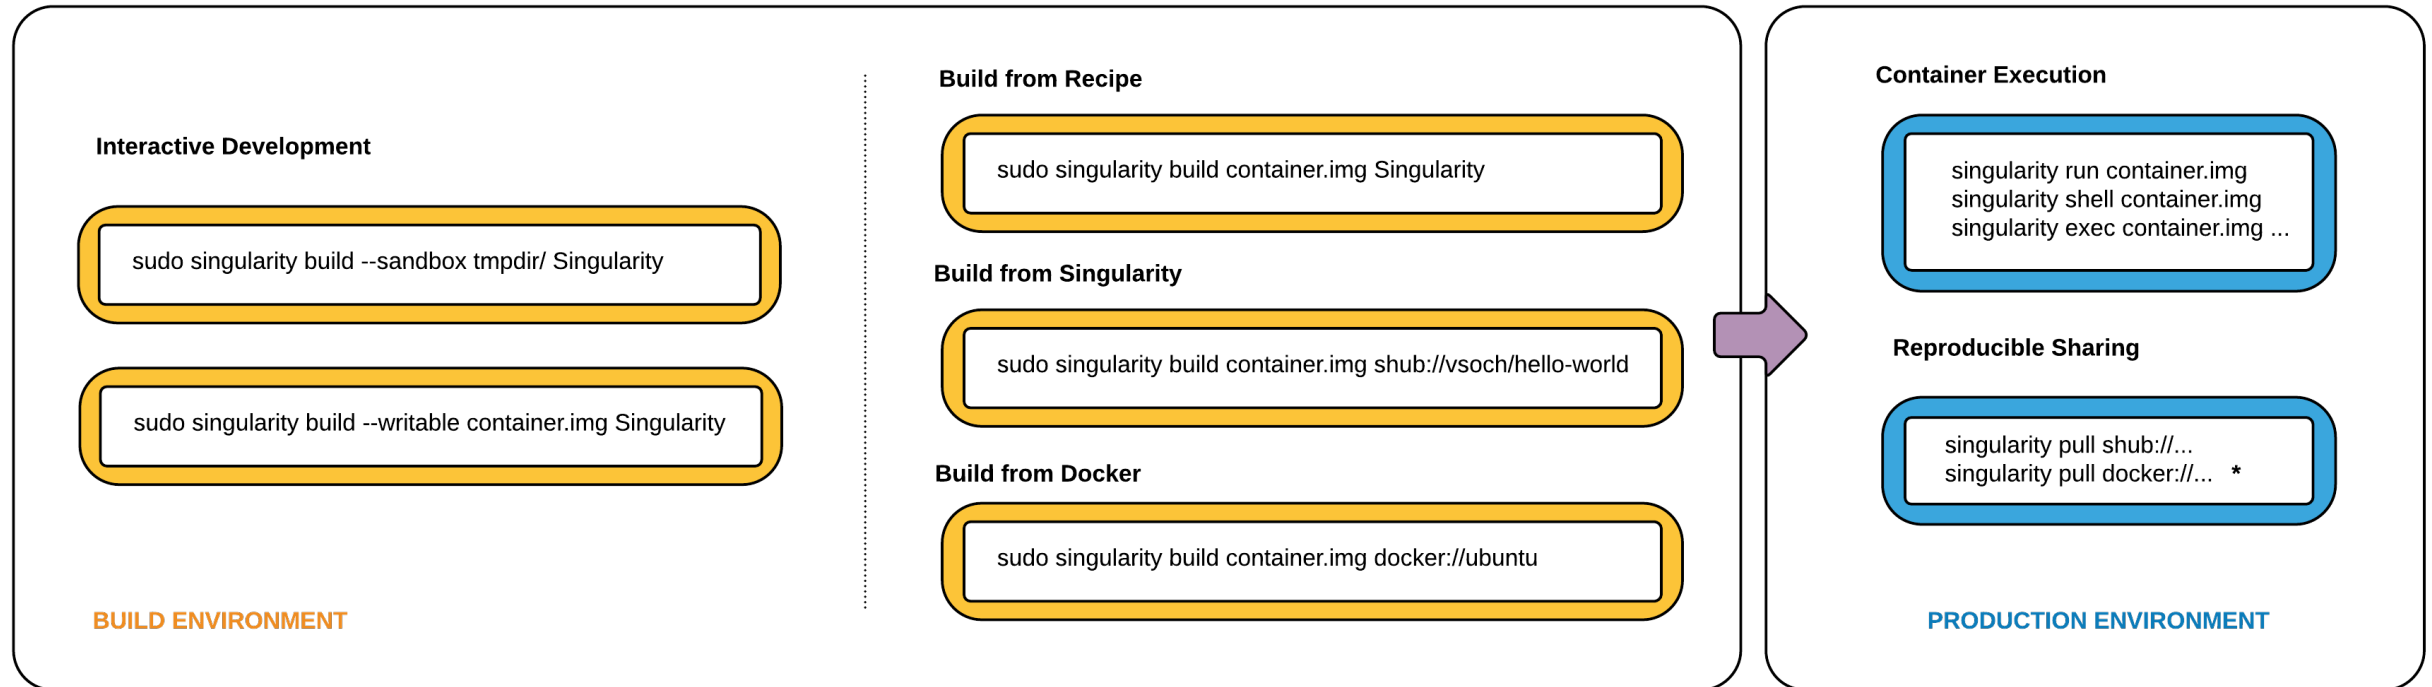 Interactive Development
sudo singularity build --sandbox tmpdir/ Singularity
sudo singularity build --writable container.img Singularity
BUILD ENVIRONMENT
Build from Recipe
sudo singularity build container.img Singularity
Build from Singularity
sudo singularity build container.img shub://vsoch/hello-world
Build from Docker
sudo singularity build container.img docker://ubuntu
Container Execution
singularity run container.img
singularity shell container.img
singularity exec container.img ...
Reproducible Sharing
singularity pull shub://...
singularity pull docker://... *
PRODUCTION ENVIRONMENT